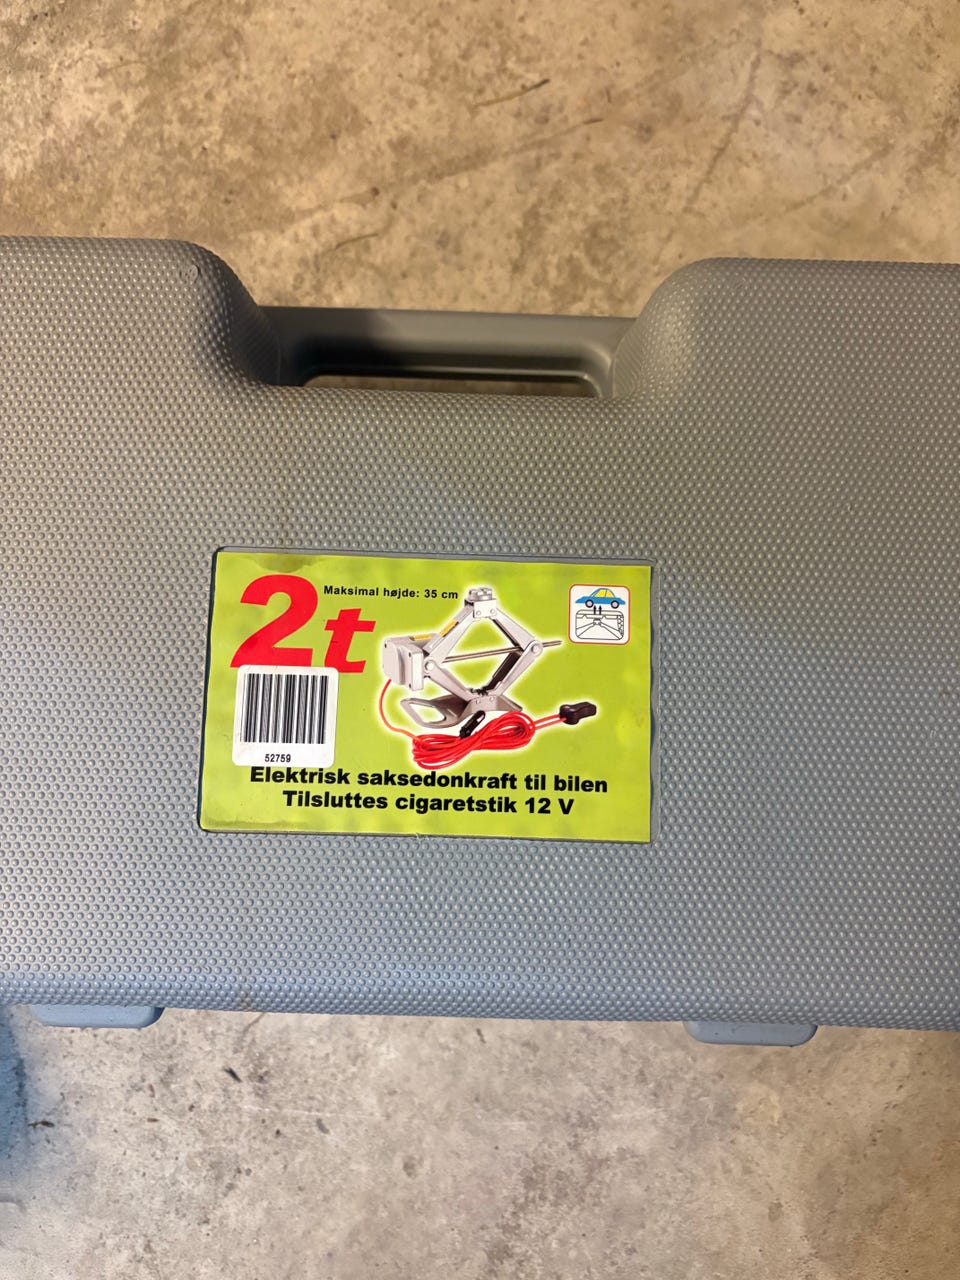 2t
Maksimal højde: 35 cm
52759
Elektrisk saksedonkraft til bilen
Tilsluttes cigaretstik 12 V